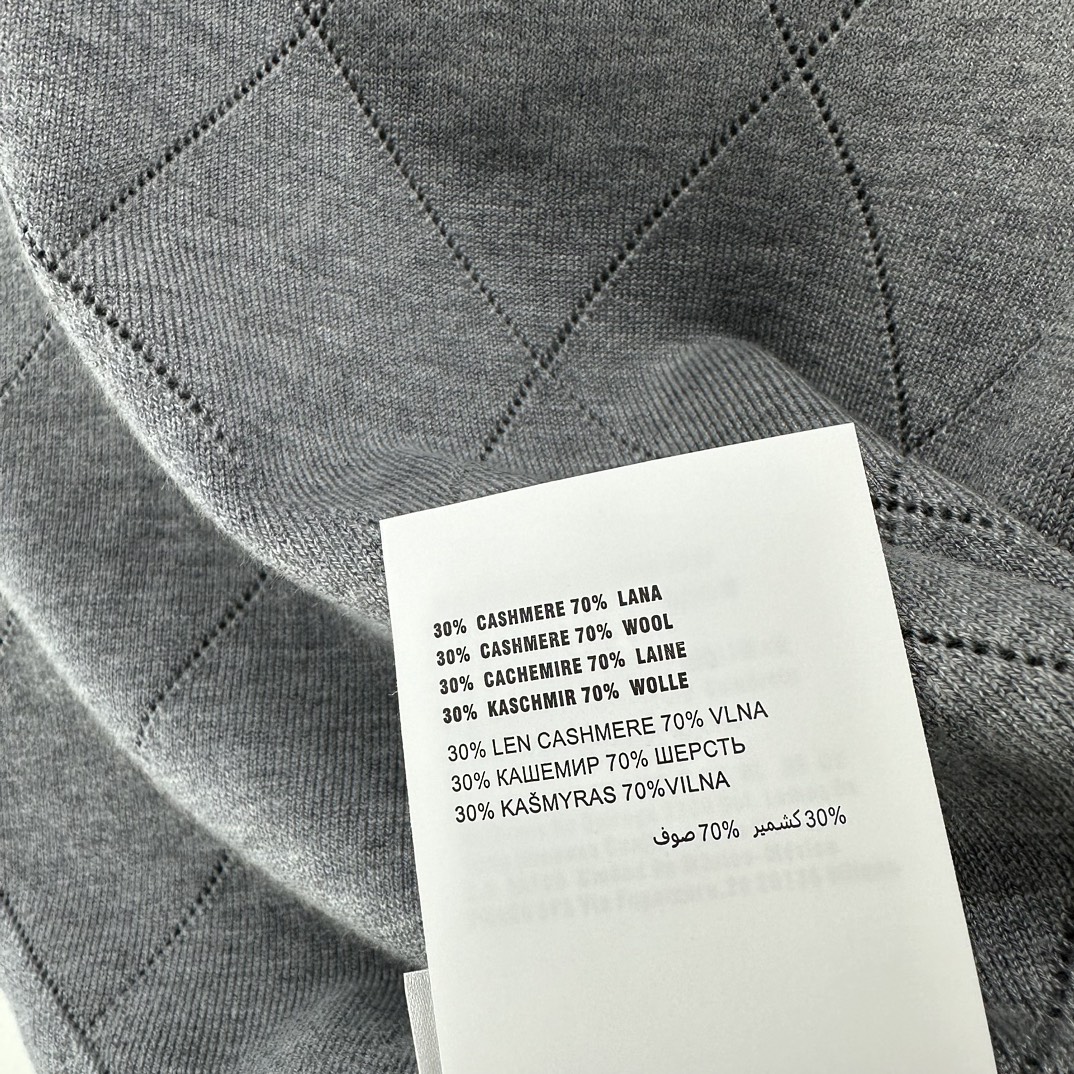 30% CASHMERE 70% LANA
30% CASHMERE 70% WOOL
30% CACHEMIRE 70% LAINE
30% KASCHMIR 70% WOLLE
30% LEN CASHMERE 70% VLNA
30% КАШЕМИР 70% ШЕРСТЬ
30% KAŠMYRAS 70%VILNA
30% كشمير 70% صوف